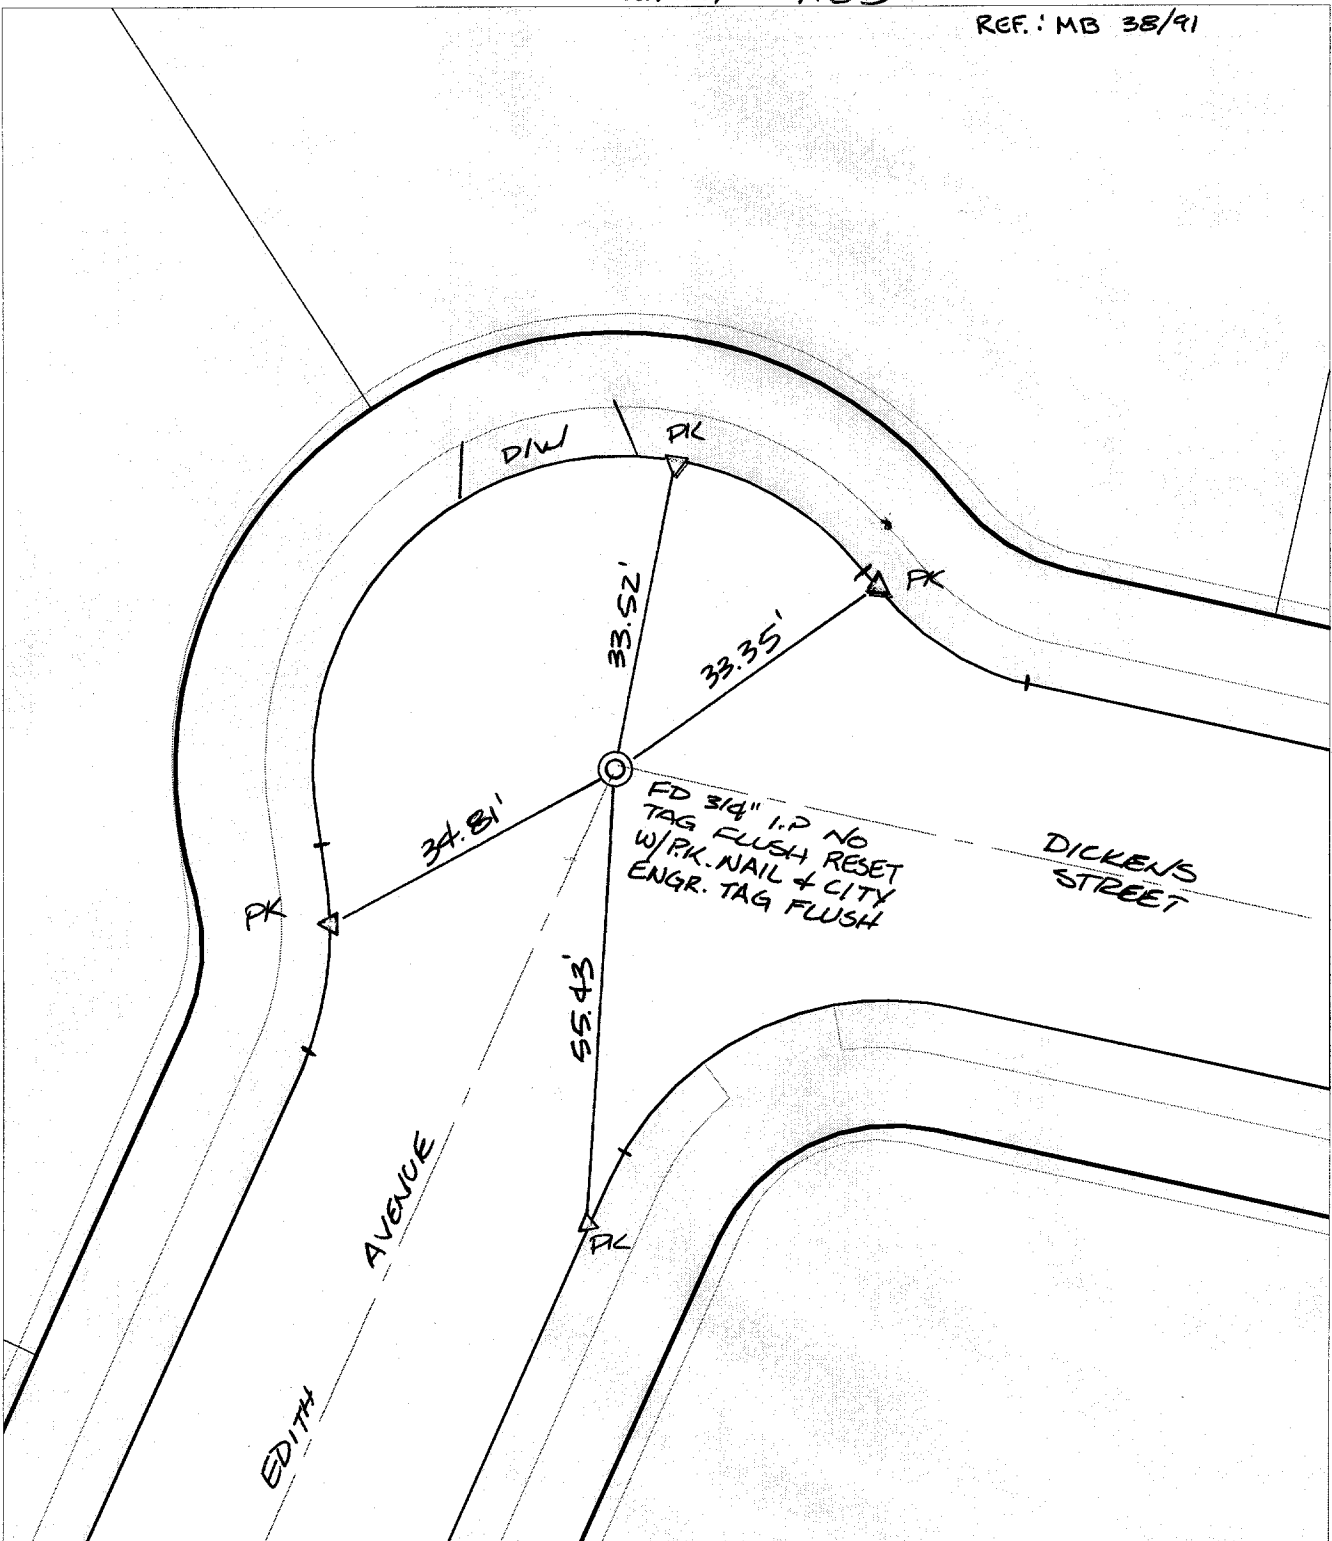 REF.: MB 38/91
D/W
PK
PK
33.52'
33.35'
34.81'
PK
FD 3/4" I.P NO
TAG FLUSH RESET
W/P.K. NAIL & CITY
ENGR. TAG FLUSH
DICKENS
STREET
55.43'
PK
EDITH AVENUE